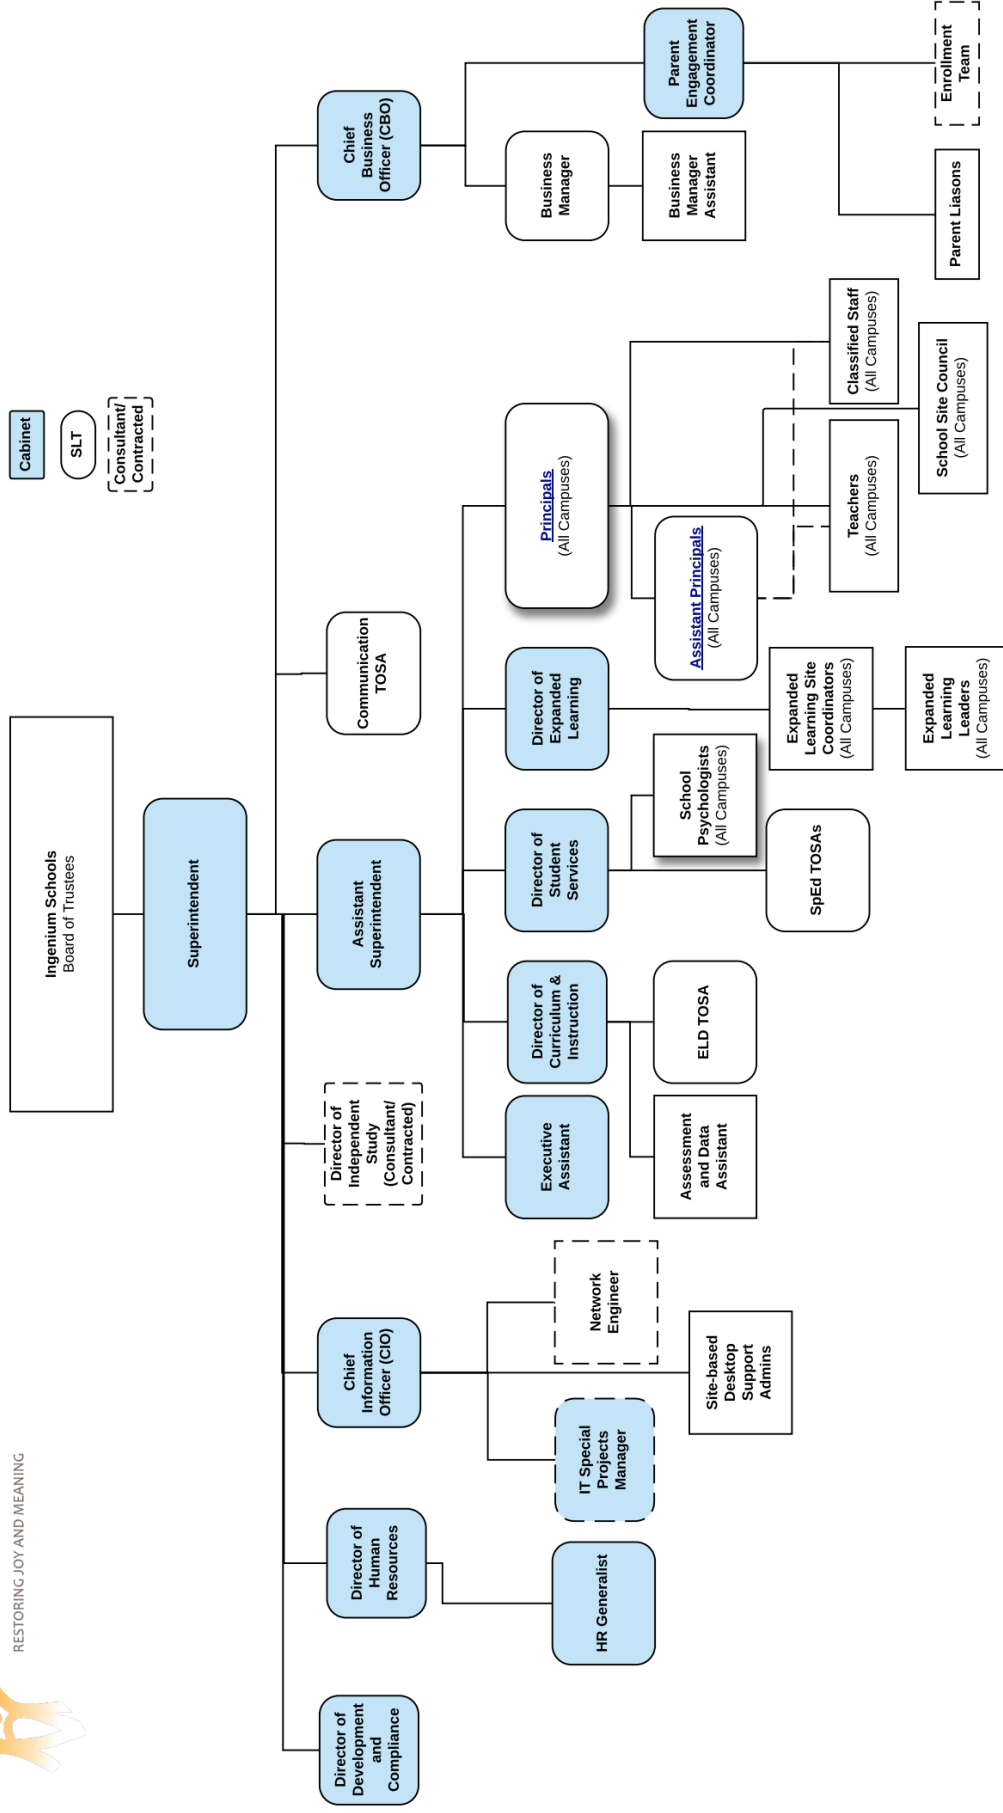 RESTORING JOY AND MEANING
Cabinet
SLT
Consultant/
Contracted
Ingenium Schools
Board of Trustees
Superintendent
Director of
Development
and
Compliance
Director of
Human
Resources
Chief
Information
Officer (CIO)
Director of
Independent
Study
(Consultant/
Contracted)
Assistant
Superintendent
Communication
TOSA
Chief
Business
Officer (CBO)
HR Generalist
IT Special
Projects
Manager
Network
Engineer
Site-based
Desktop
Support
Admins
Executive
Assistant
Director of
Curriculum &
Instruction
Director of
Student
Services
Director of
Expanded
Learning
Principals
(All Campuses)
Business
Manager
Parent
Engagement
Coordinator
Assessment
and Data
Assistant
ELD TOSA
School
Psychologists
(All Campuses)
SpEd TOSAs
Assistant Principals
(All Campuses)
Business
Manager
Assistant
Expanded
Learning Site
Coordinators
(All Campuses)
Expanded
Learning
Leaders
(All Campuses)
Teachers
(All Campuses)
Classified Staff
(All Campuses)
School Site Council
(All Campuses)
Parent Liasons
Enrollment
Team